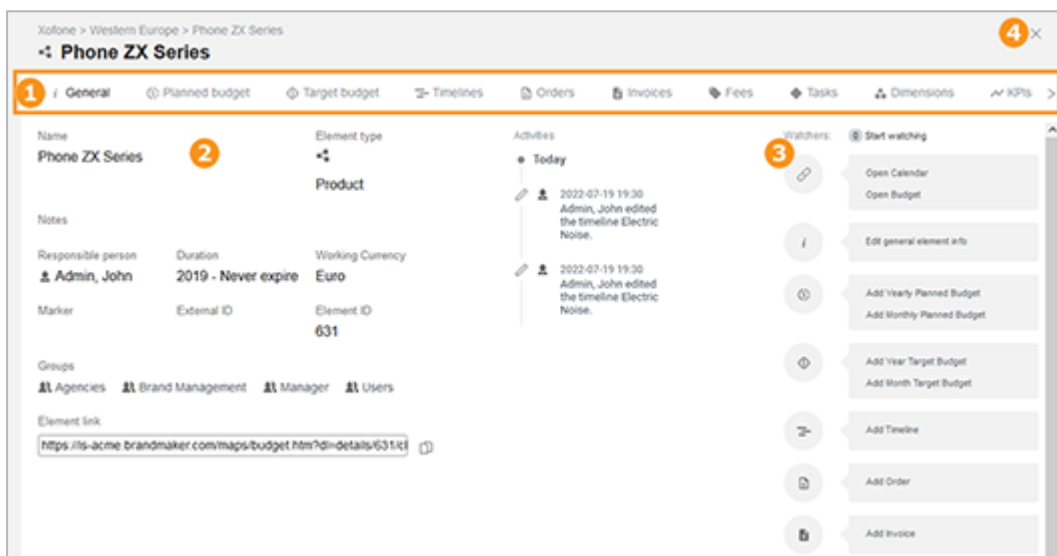 Xofone > Western Europe > Phone ZX Series
Phone ZX Series
4
1
General
Planned budget
Target budget
Timelines
Orders
Invoices
Fees
Tasks
Dimensions
KPIs
Name
Phone ZX Series
2
Element type
Product
Notes
Responsible person
Duration
Working Currency
Admin, John
2019 - Never expire
Euro
Marker
External ID
Element ID
631
Groups
Agencies
Brand Management
Manager
Users
Element link
https://is-acme.brandmaker.com/maps/budget.htm?dl=details/631/cl
Activities
Today
2022-07-19 19:30
Admin, John edited
the timeline Electric
Noise.
2022-07-19 19:30
Admin, John edited
the timeline Electric
Noise.
3
Watchers:
0 Start watching
Open Calendar
Open Budget
Edit general element info
Add Yearly Planned Budget
Add Monthly Planned Budget
Add Year Target Budget
Add Month Target Budget
Add Timeline
Add Order
Add Invoice